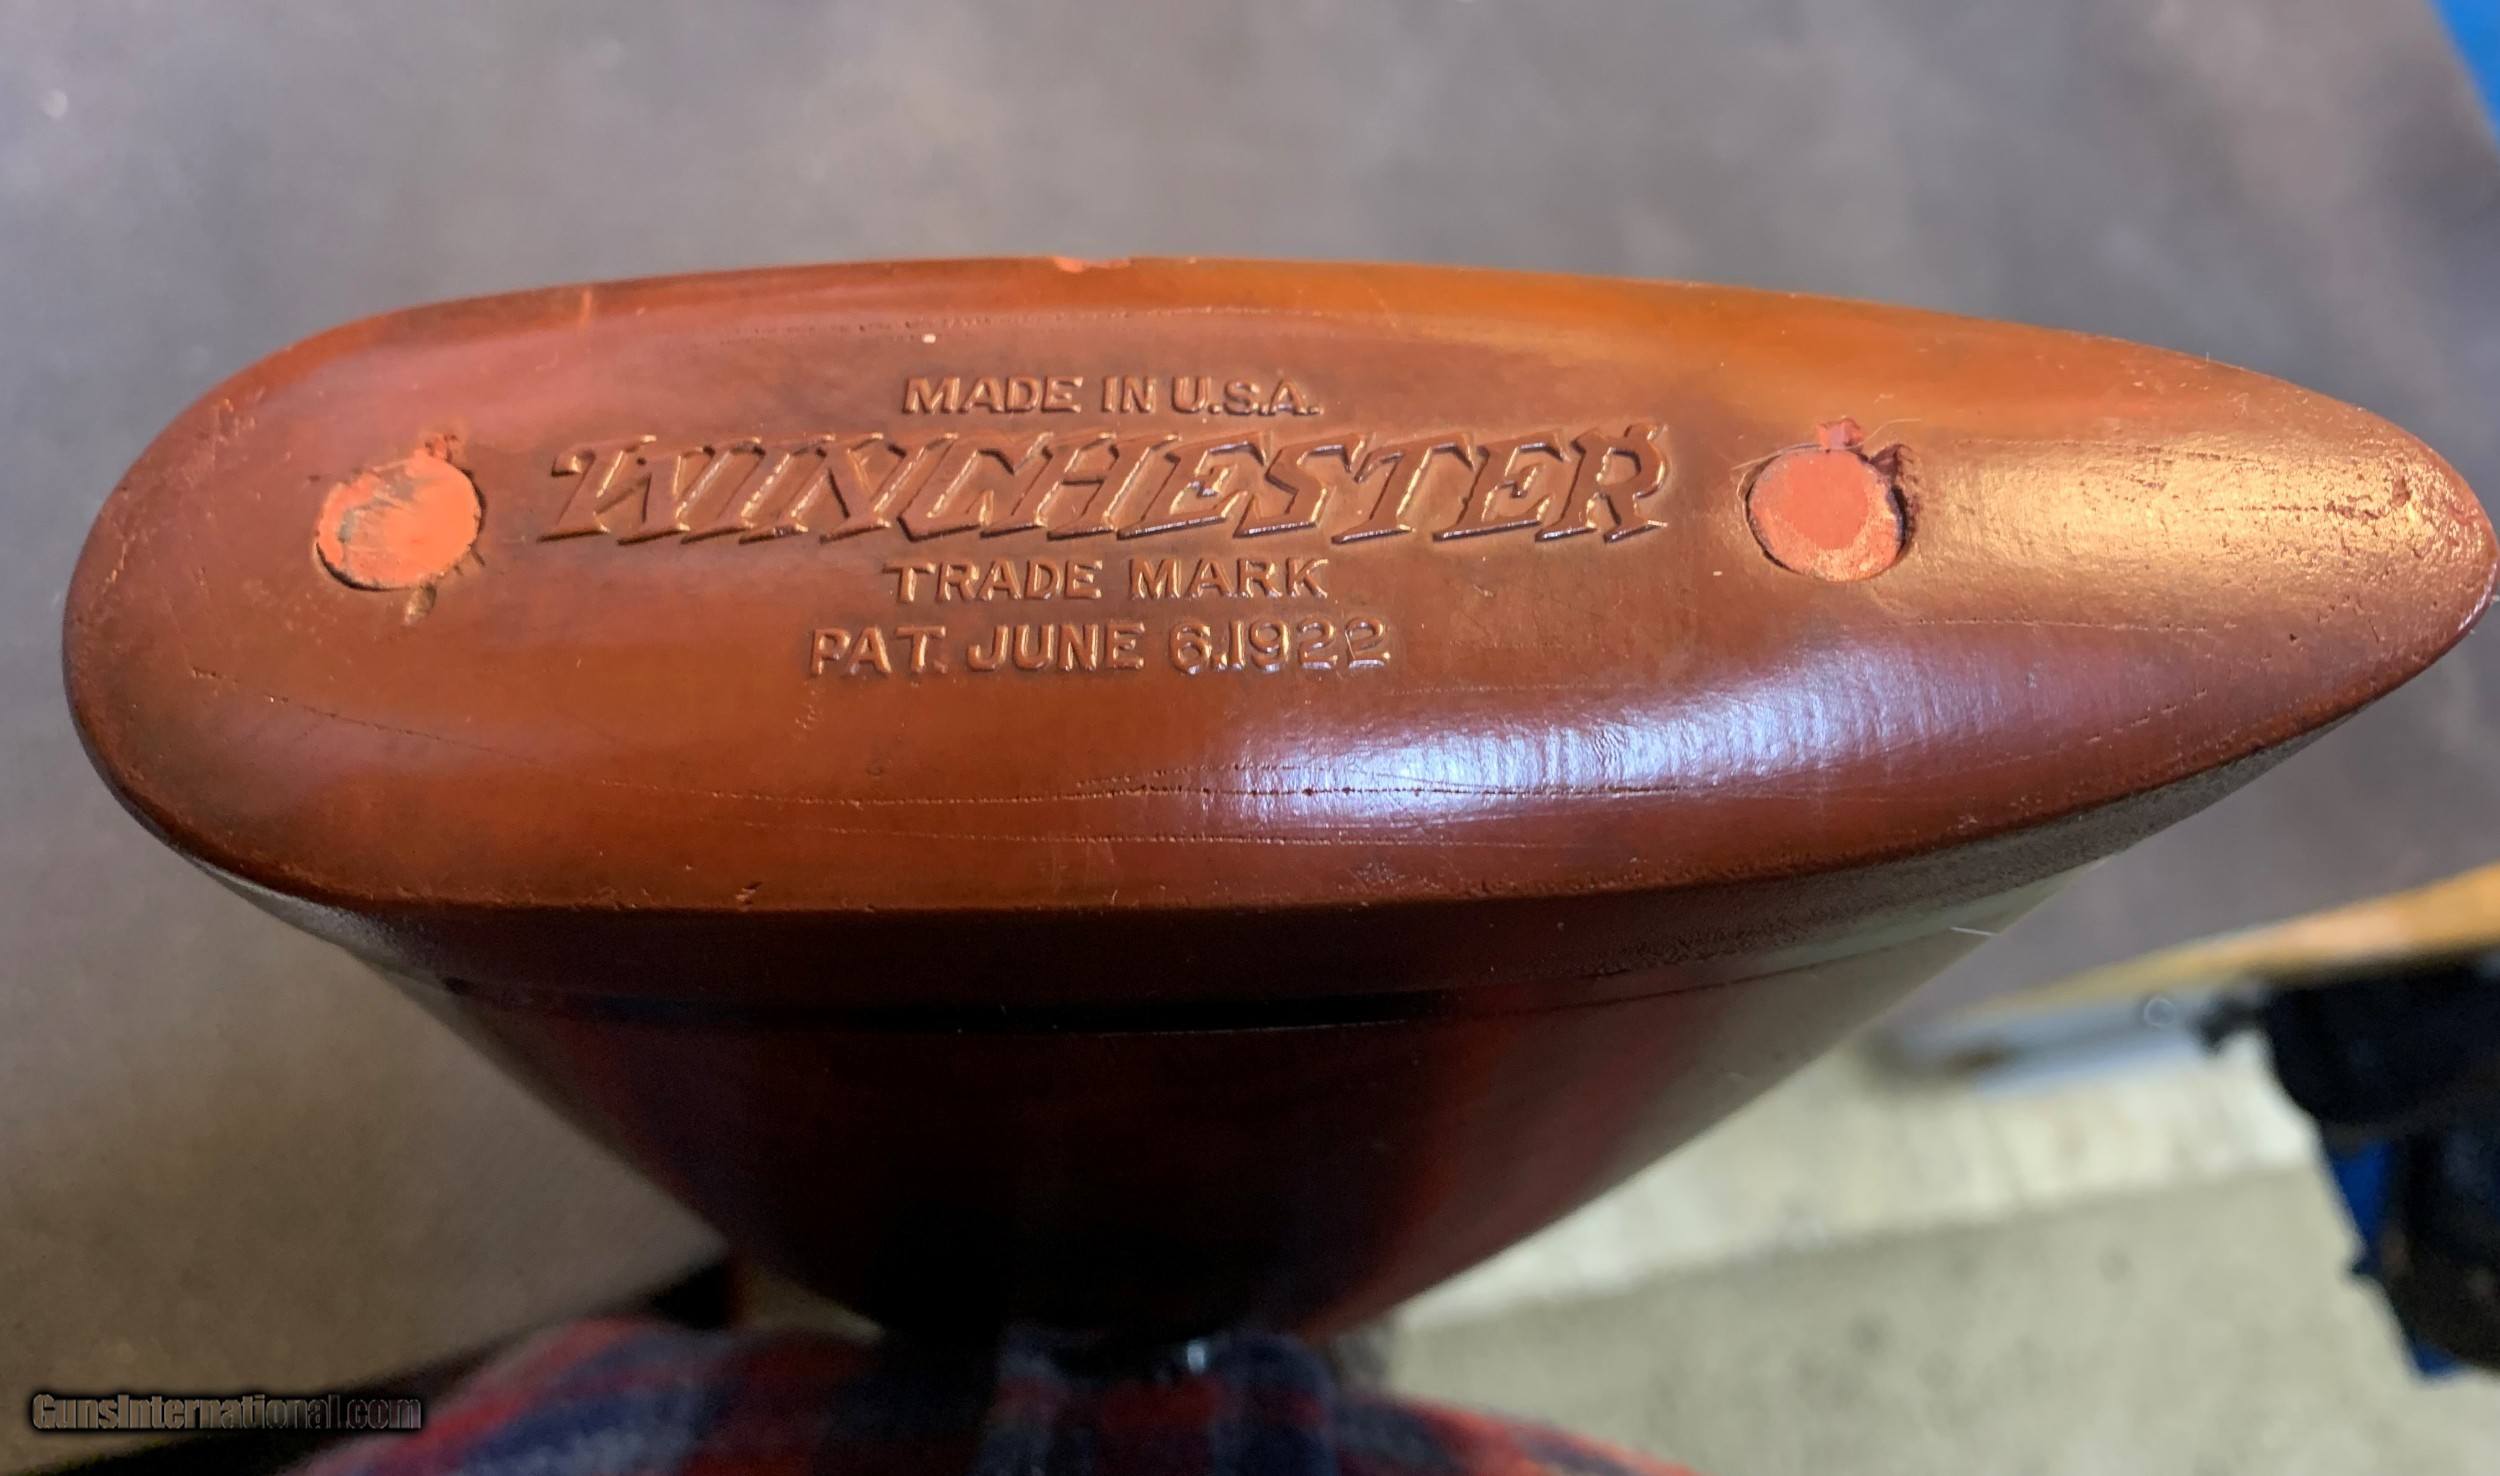 MADE IN U.S.A.
WINCHESTER
TRADE MARK
PAT. JUNE 6.1922
GunsInternational.com